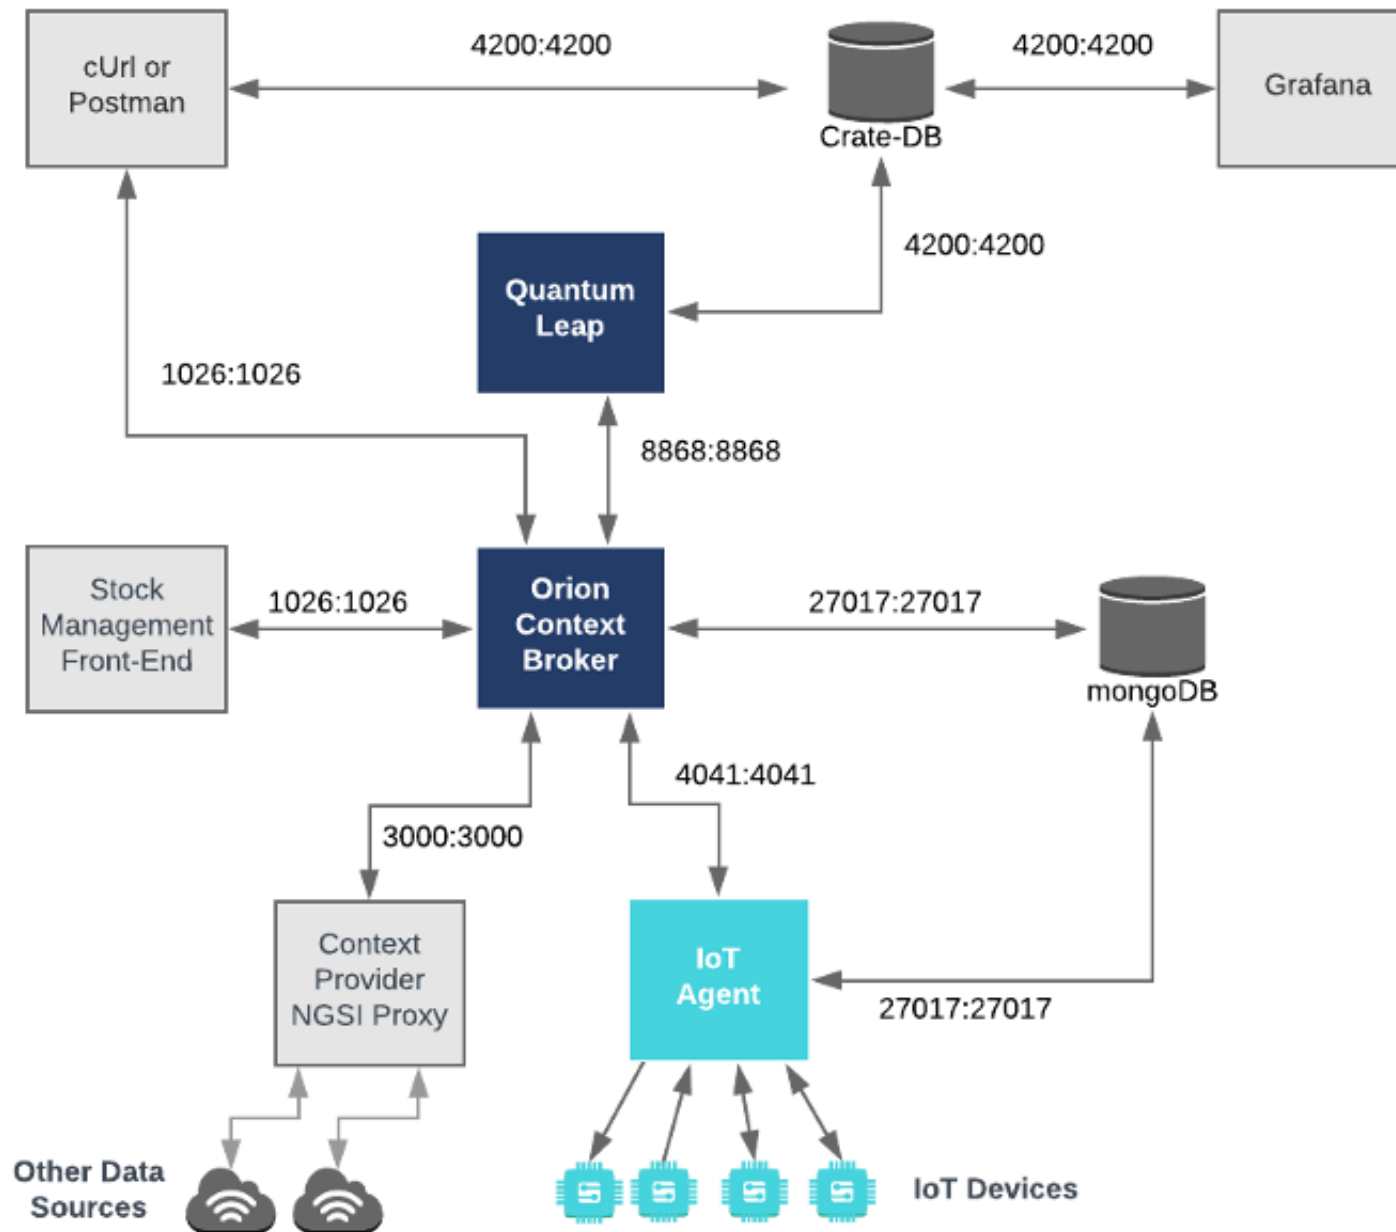 cUrl or
Postman
4200:4200
Crate-DB
4200:4200
Grafana
4200:4200
Quantum
Leap
1026:1026
8868:8868
Stock
Management
Front-End
1026:1026
Orion
Context
Broker
27017:27017
mongoDB
4041:4041
3000:3000
Context
Provider
NGSI Proxy
IoT
Agent
27017:27017
Other Data
Sources
IoT Devices